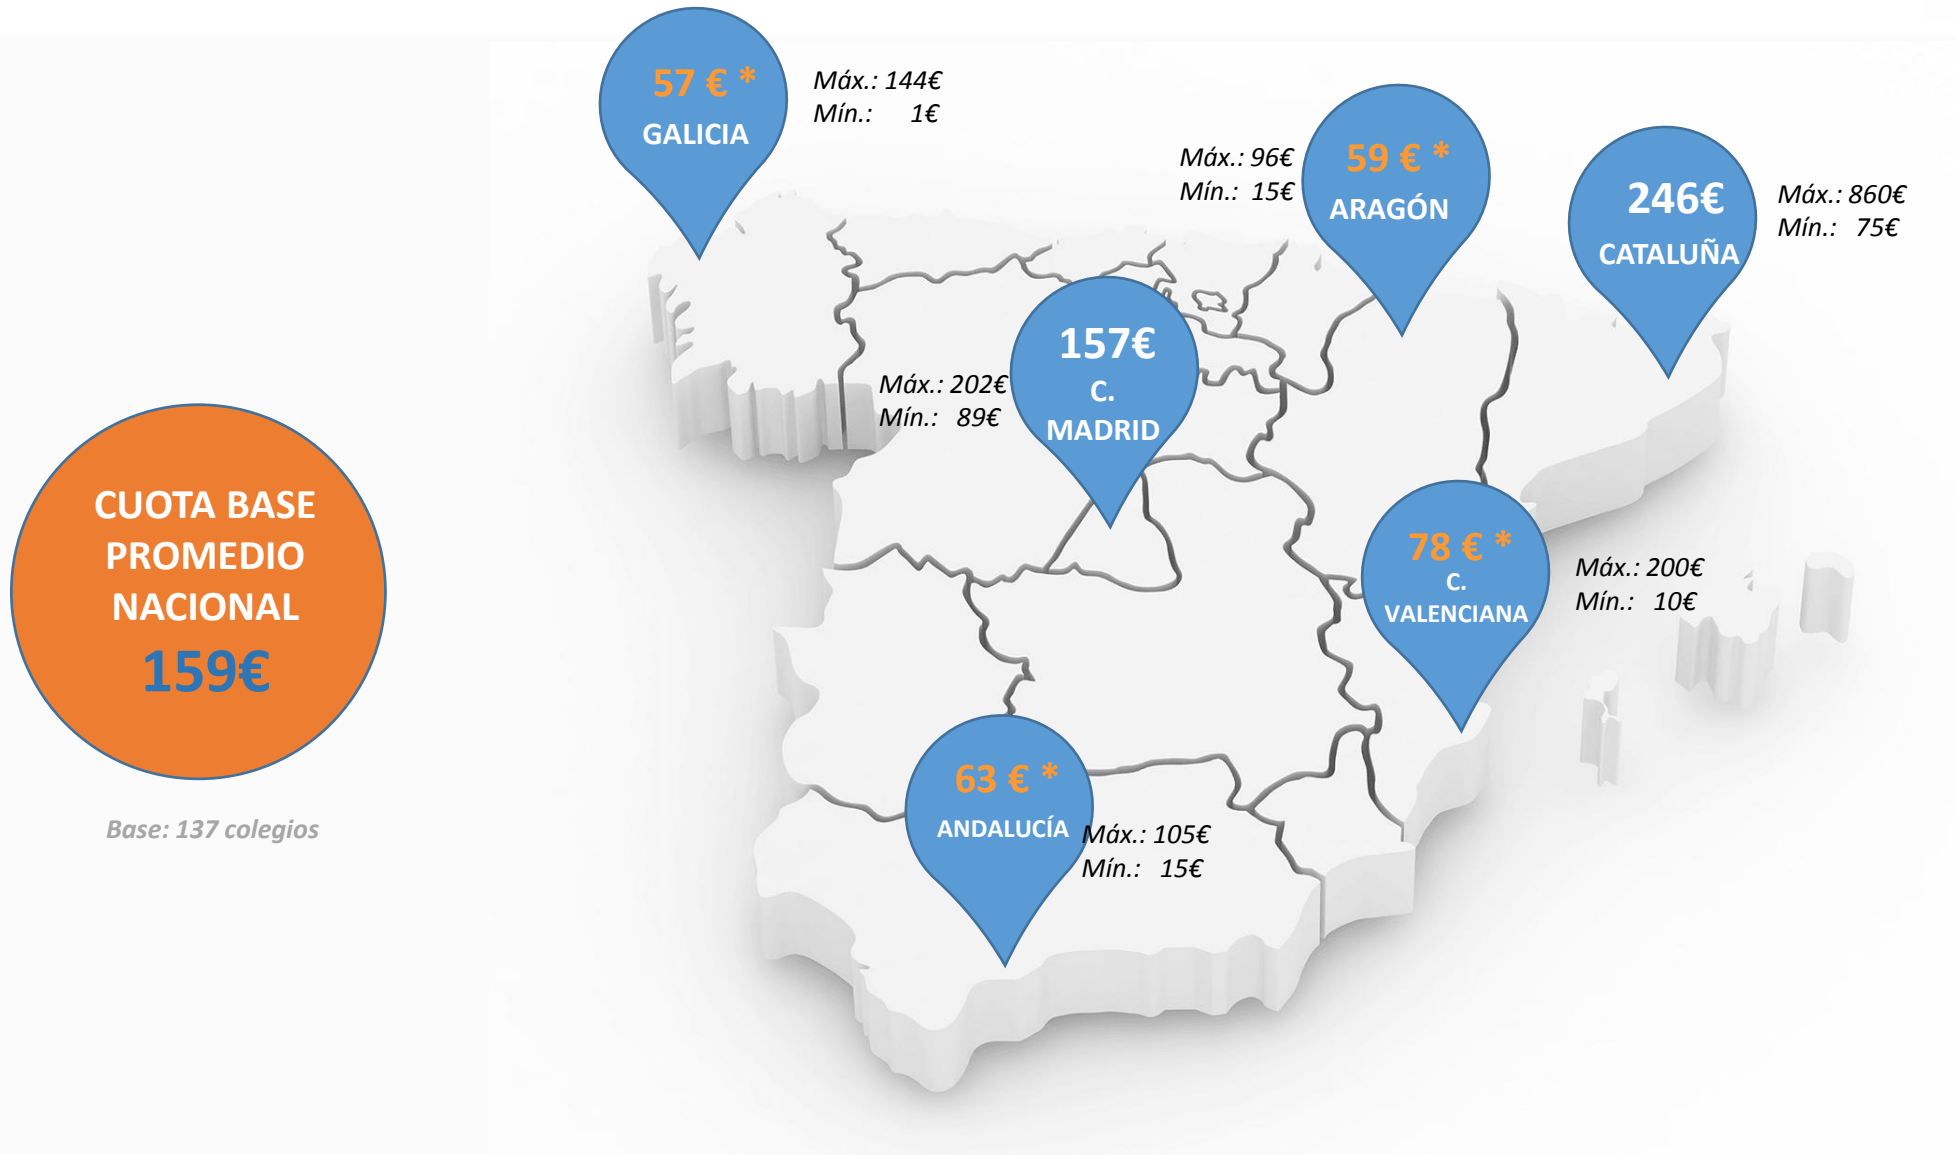 57 € *
GALICIA
Máx.: 144€
Mín.: 1€
Máx.: 96€
Mín.: 15€
59 € *
ARAGÓN
246€
CATALUÑA
Máx.: 860€
Mín.: 75€
Máx.: 202€
Mín.: 89€
157€
C.
MADRID
CUOTA BASE
PROMEDIO
NACIONAL
159€
Base: 137 colegios
78 € *
C.
VALENCIANA
Máx.: 200€
Mín.: 10€
63 € *
ANDALUCÍA
Máx.: 105€
Mín.: 15€